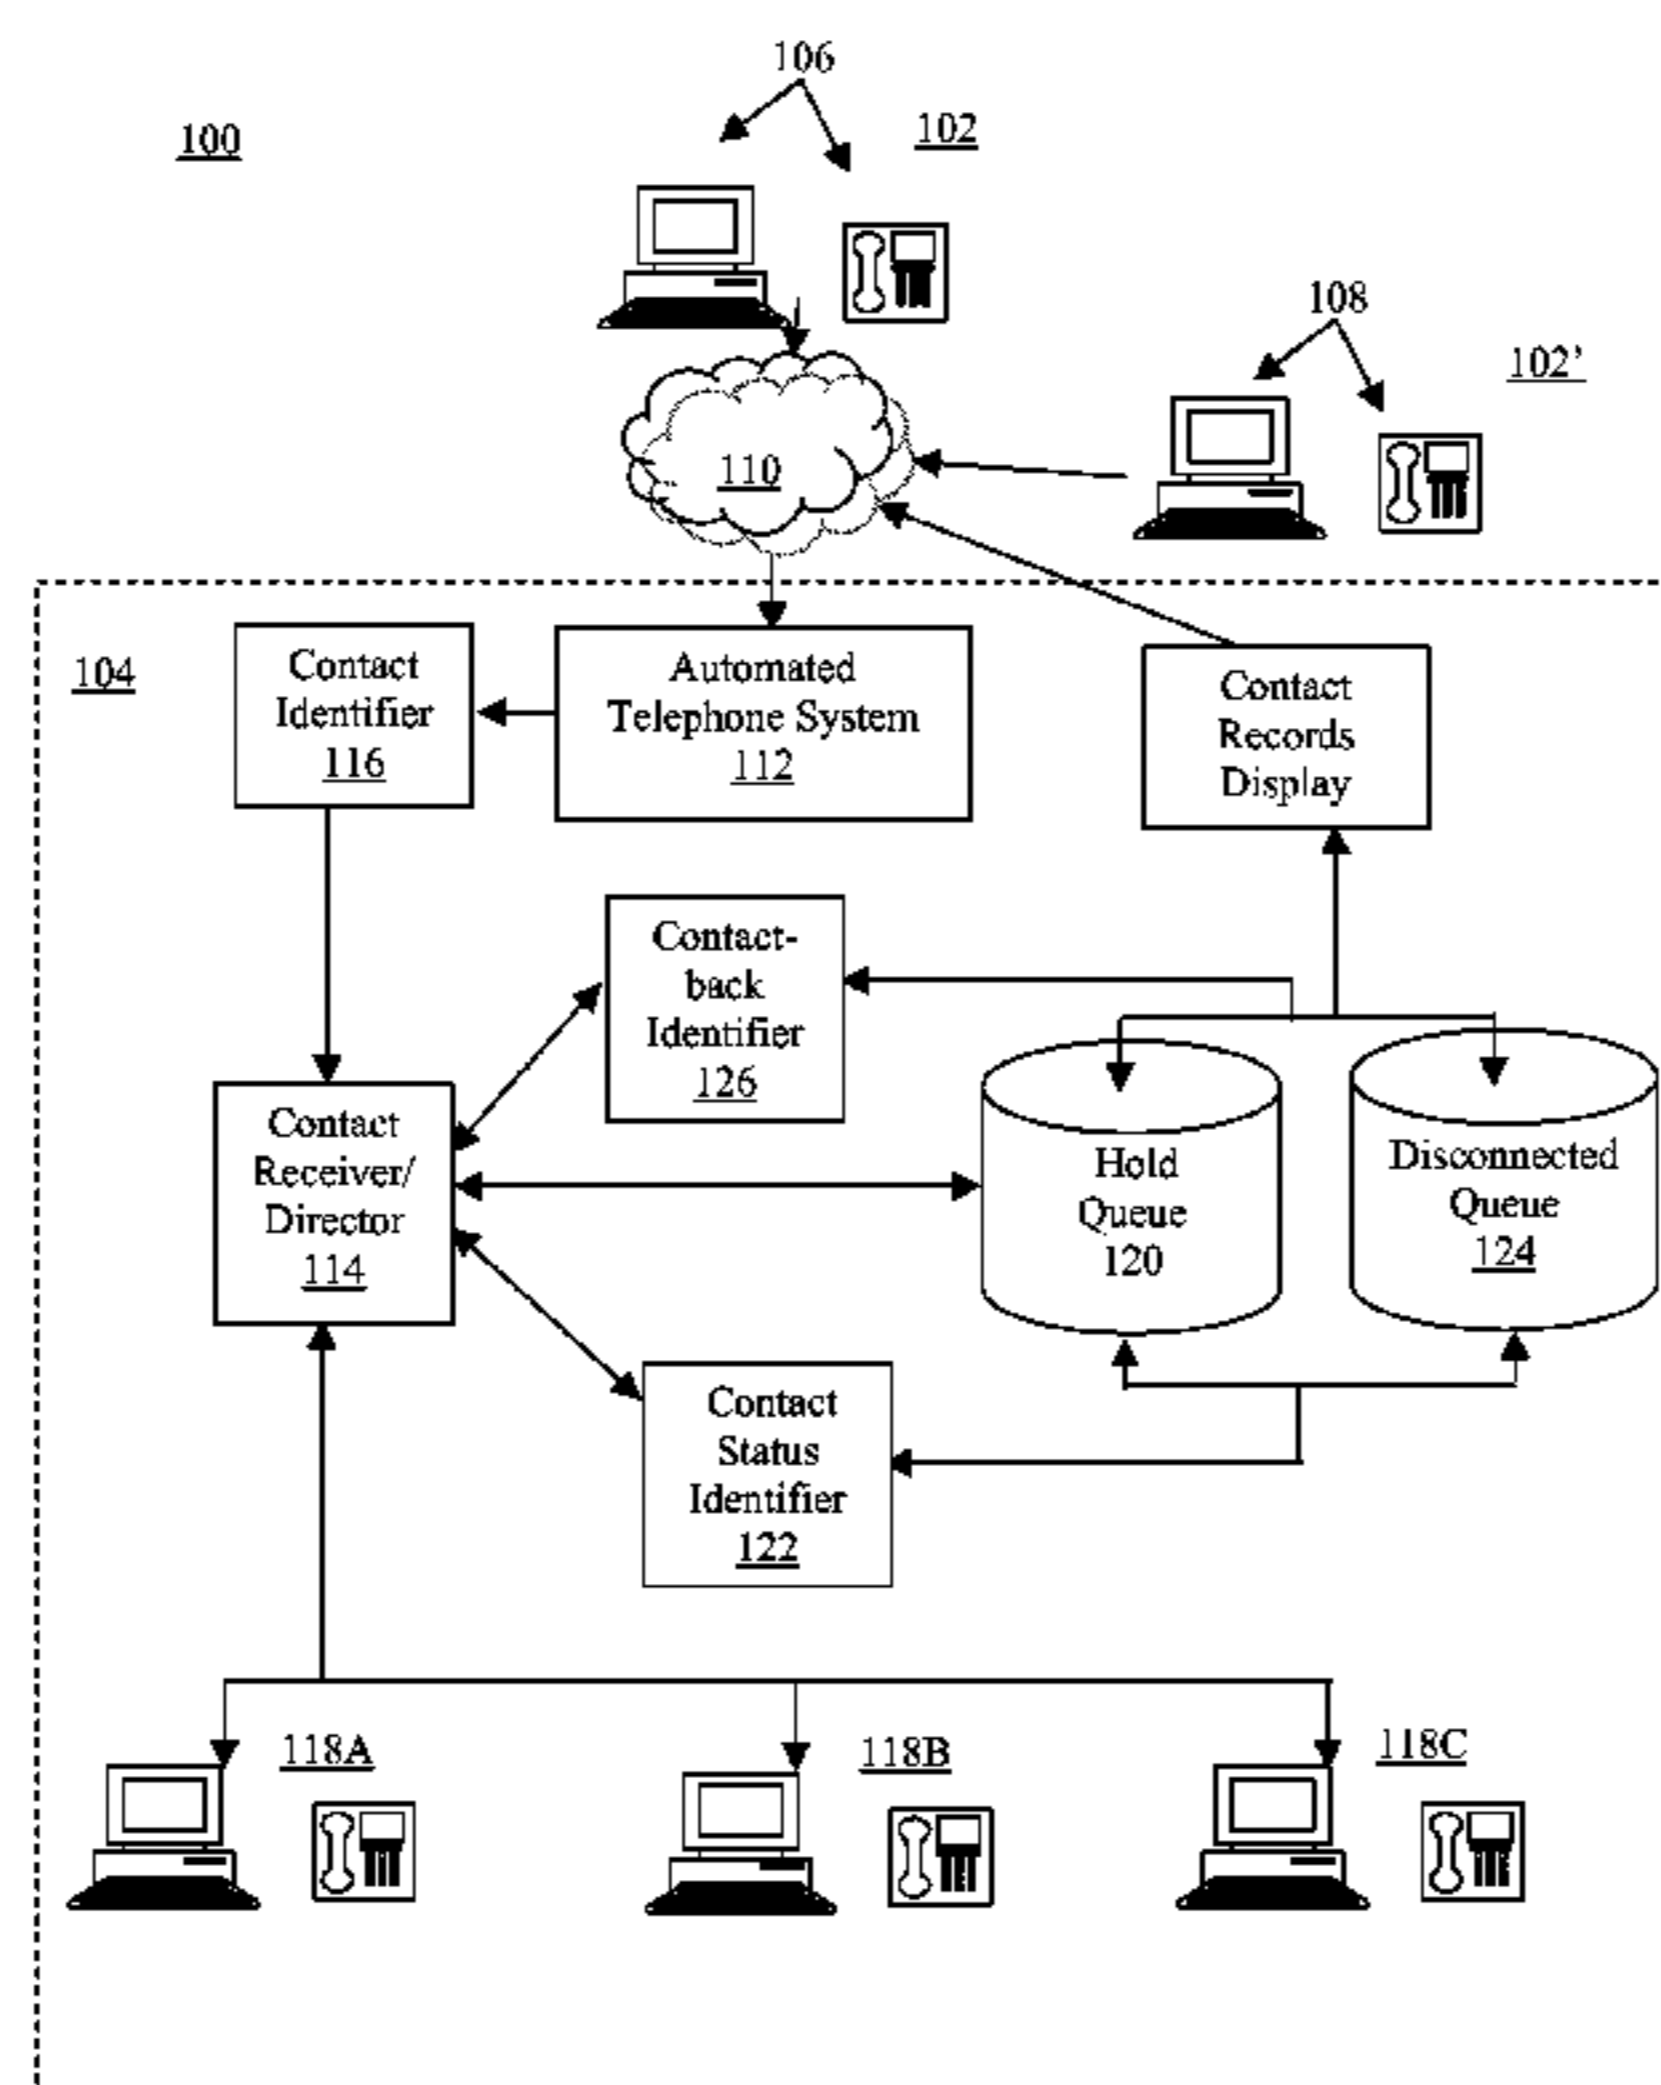 106
100
102
108
102’
110
104
Contact
Identifier
116
Automated
Telephone System
112
Contact
Records
Display
Contact-
back
Identifier
126
Contact
Receiver/
Director
114
Hold
Queue
120
Disconnected
Queue
124
Contact
Status
Identifier
122
118A
118B
118C